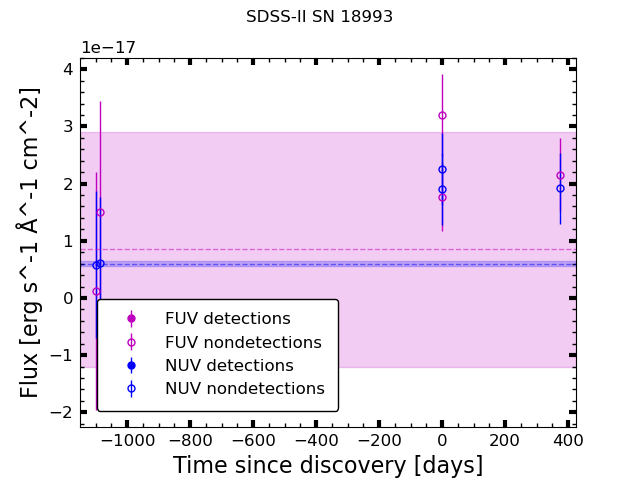 SDSS-II SN 18993
1e−17
4
3
2
1
0
−1
−2
Flux [erg s^-1 Å^-1 cm^-2]
FUV detections
FUV nondetections
NUV detections
NUV nondetections
−1000 −800 −600 −400 −200 0 200 400
Time since discovery [days]